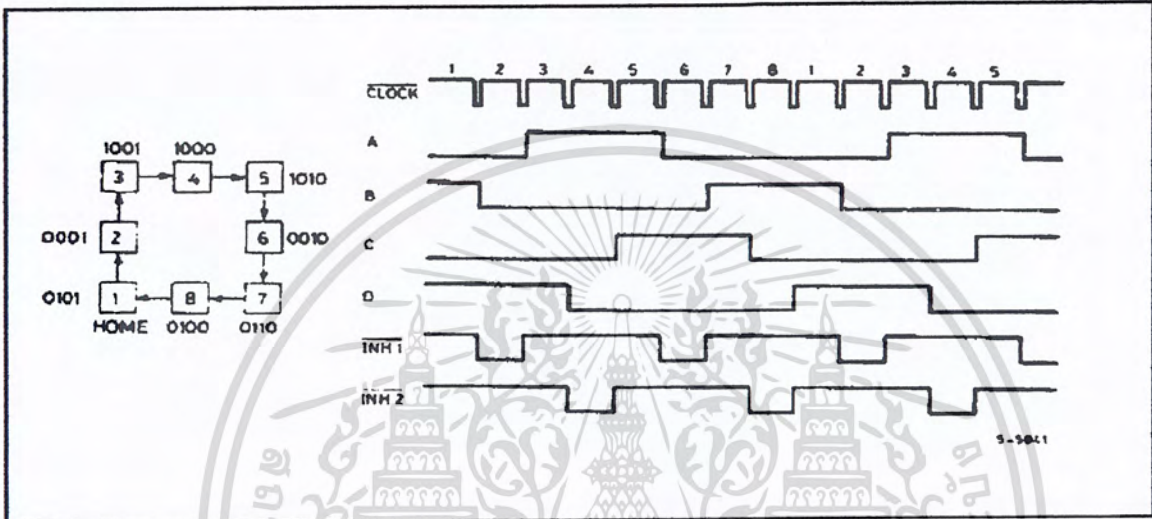 1001 1000
3 4 5 1010
0001 2 6 0010
0101 1 8 7
HOME 0100 0110
1 2 3 4 5 6 7 8 1 2 3 4 5
CLOCK
A
B
C
D
INH 1
INH 2
S-5041